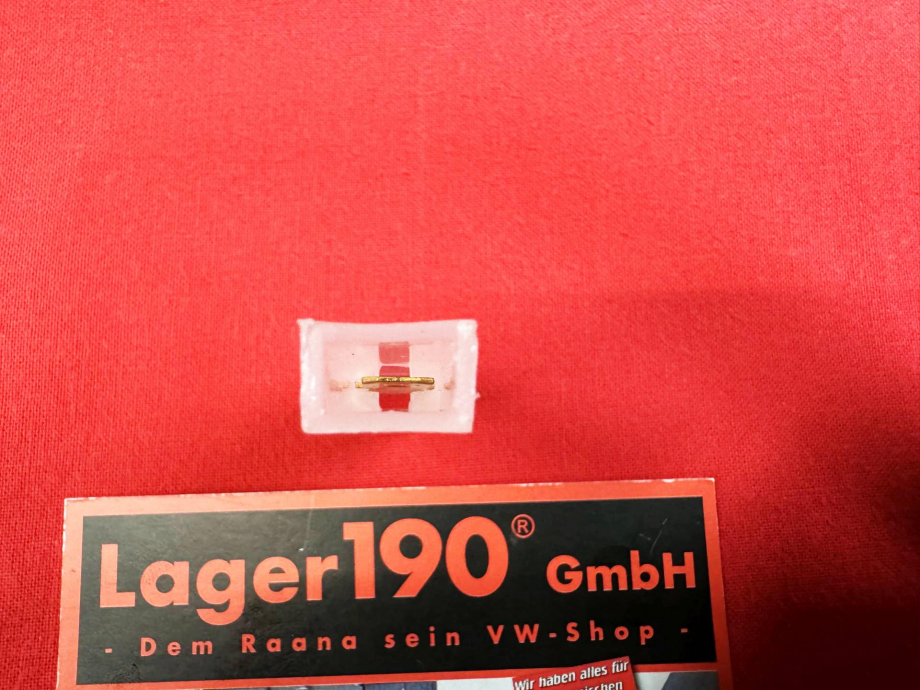 Lager190® GmbH
- Dem Raana sein VW-Shop -
Wir haben alles für